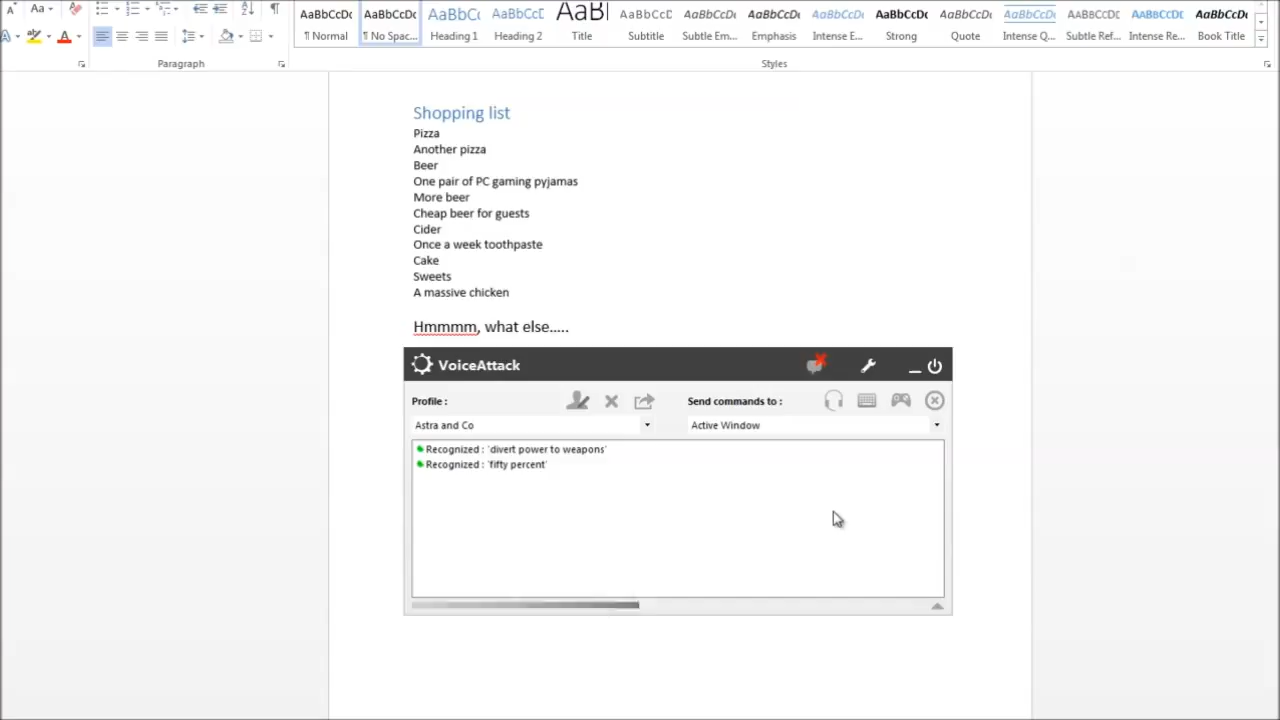 Aa
AaBbCcDc AaBbCcDc AaBbCc AaBbCcC AaBl AaBbCcD AaBbCcDc AaBbCcDc AaBbCcDc AaBbCcDc AaBbCcDc AaBbCcDc AaBbCcDc AaBbCcDc AaBbCcDc
¶ Normal ¶ No Spac... Heading 1 Heading 2 Title Subtitle Subtle Em... Emphasis Intense E... Strong Quote Intense Q... Subtle Ref... Intense Re... Book Title
Paragraph Styles
Shopping list
Pizza
Another pizza
Beer
One pair of PC gaming pyjamas
More beer
Cheap beer for guests
Cider
Once a week toothpaste
Cake
Sweets
A massive chicken
Hmmmm, what else.....
VoiceAttack
Profile : Send commands to :
Astra and Co Active Window
Recognized : 'divert power to weapons'
Recognized : 'fifty percent'